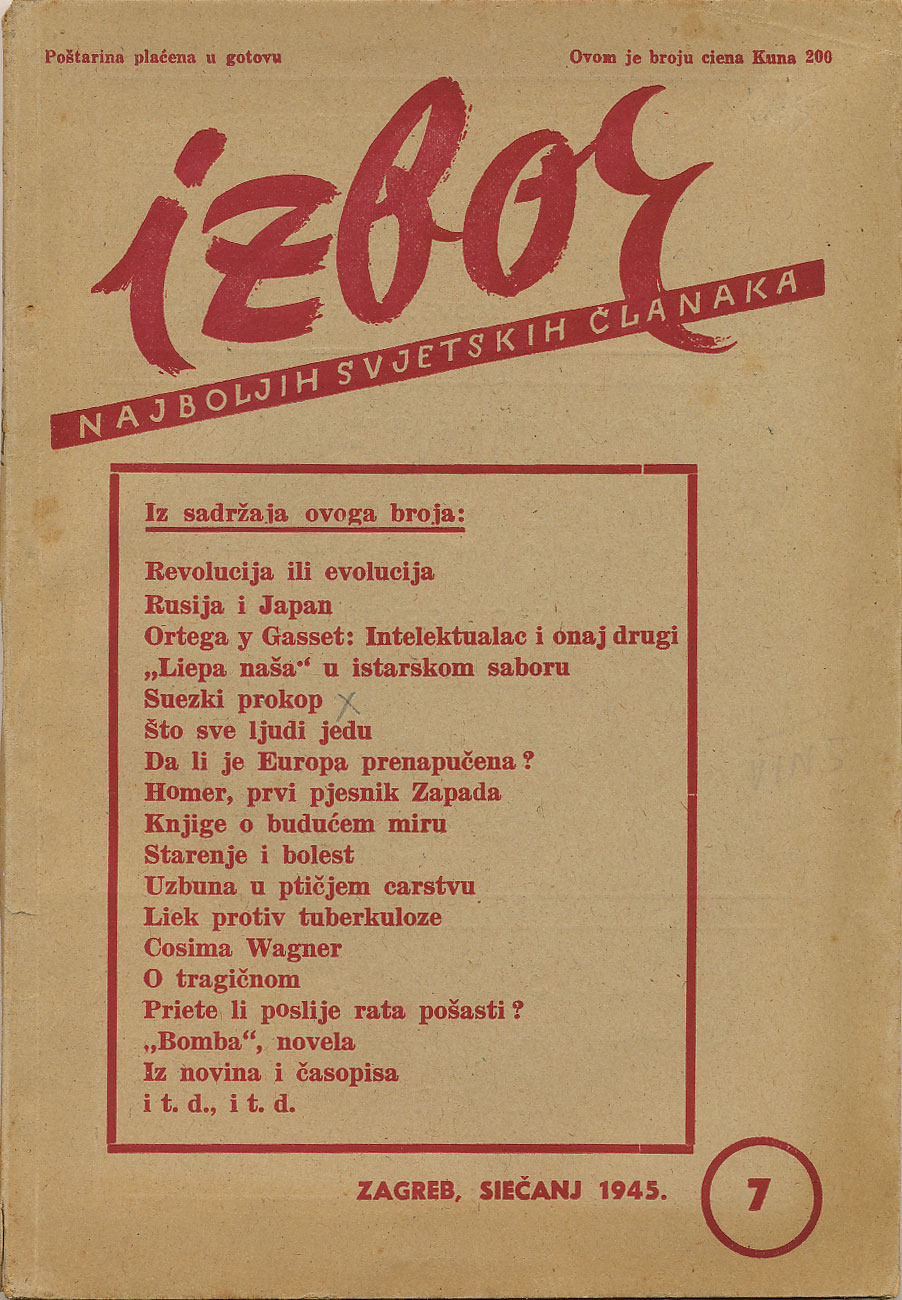 Poštarina plaćena u gotovu
Ovom je broju ciena Kuna 200
izbor
NAJBOLJIH SVJETSKIH ČLANAKA
Iz sadržaja ovoga broja:
Revolucija ili evolucija
Rusija i Japan
Ortega y Gasset: Intelektualac i onaj drugi
„Liepa naša“ u istarskom saboru
Suezki prokop
Što sve ljudi jedu
Da li je Europa prenapučena?
Homer, prvi pjesnik Zapada
Knjige o budućem miru
Starenje i bolest
Uzbuna u ptičjem carstvu
Liek protiv tuberkuloze
Cosima Wagner
O tragičnom
Priete li poslije rata pošasti?
„Bomba“, novela
Iz novina i časopisa
i t. d., i t. d.
ZAGREB, SIEČANJ 1945.
7